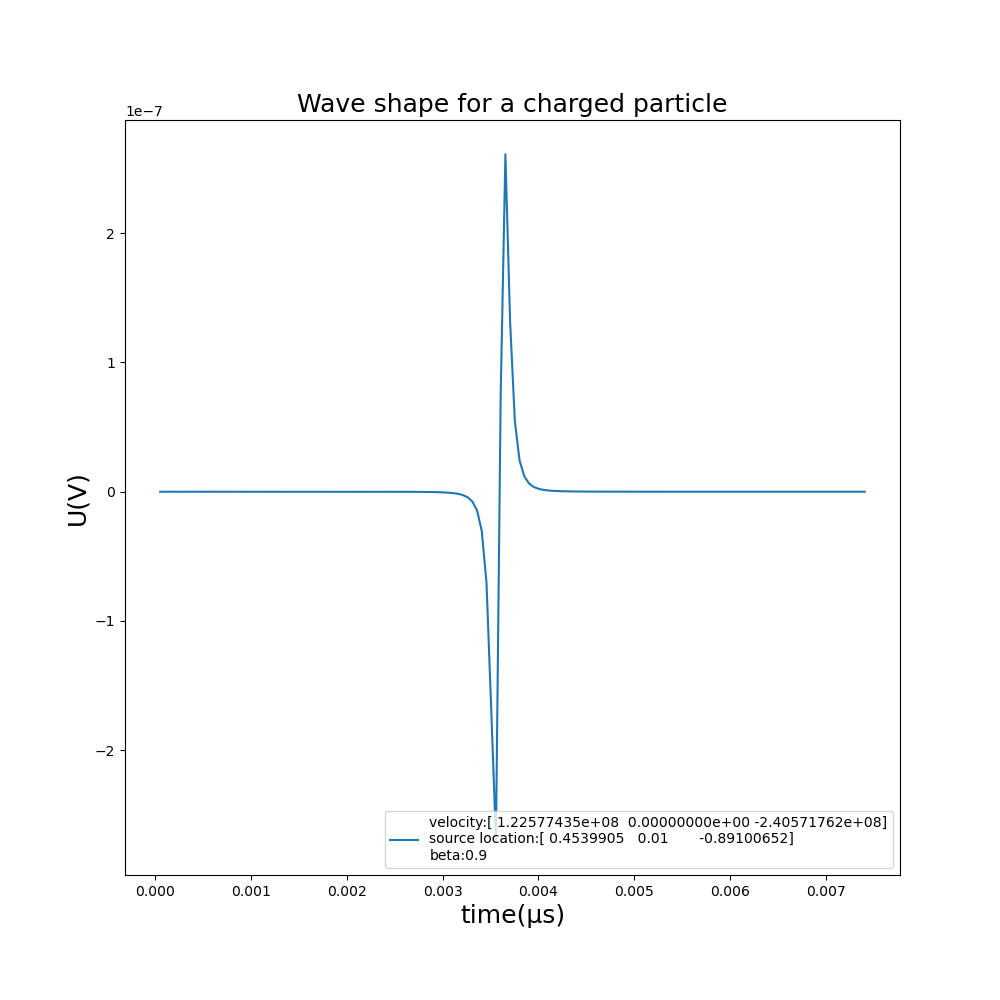 Wave shape for a charged particle
1e−7
2
1
0
−1
−2
U(V)
velocity:[ 1.22577435e+08  0.00000000e+00 -2.40571762e+08]
source location:[ 0.4539905   0.01       -0.89100652]
beta:0.9
0.000 0.001 0.002 0.003 0.004 0.005 0.006 0.007
time(µs)